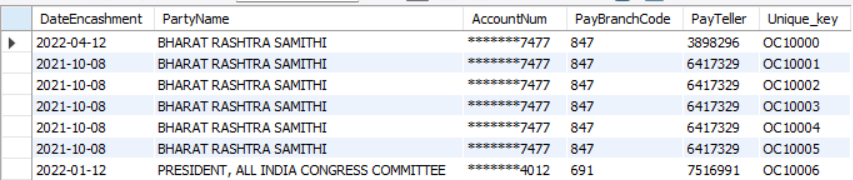 DateEncashment PartyName AccountNum PayBranchCode PayTeller Unique_key
2022-04-12 BHARAT RASHTRA SAMITHI *******7477 847 3898296 OC10000
2021-10-08 BHARAT RASHTRA SAMITHI *******7477 847 6417329 OC10001
2021-10-08 BHARAT RASHTRA SAMITHI *******7477 847 6417329 OC10002
2021-10-08 BHARAT RASHTRA SAMITHI *******7477 847 6417329 OC10003
2021-10-08 BHARAT RASHTRA SAMITHI *******7477 847 6417329 OC10004
2021-10-08 BHARAT RASHTRA SAMITHI *******7477 847 6417329 OC10005
2022-01-12 PRESIDENT, ALL INDIA CONGRESS COMMITTEE *******4012 691 7516991 OC10006